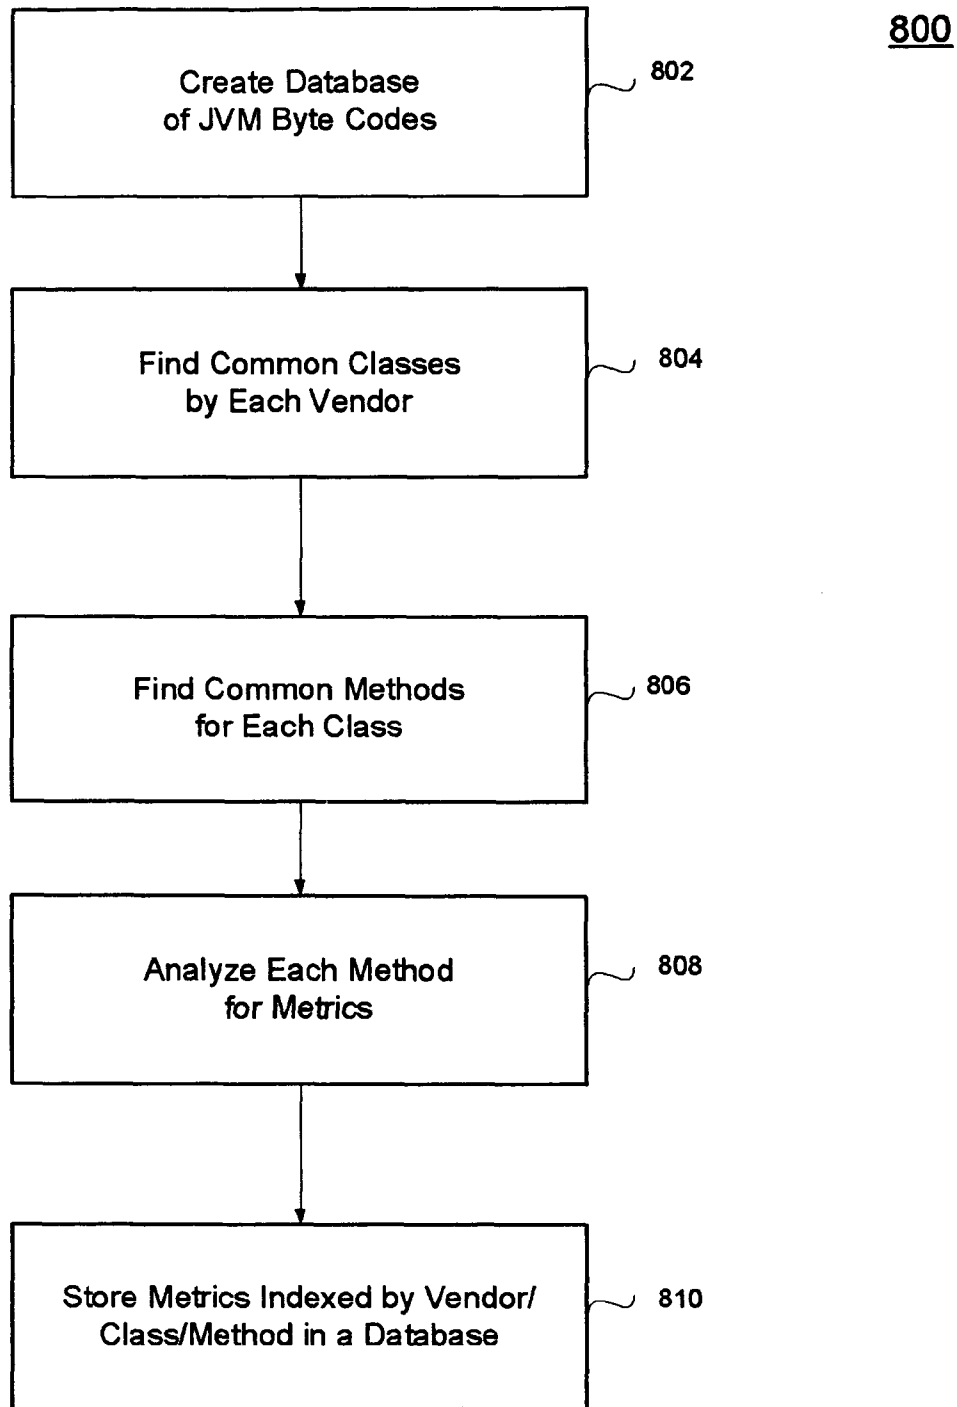 800
Create Database
of JVM Byte Codes
802
Find Common Classes
by Each Vendor
804
Find Common Methods
for Each Class
806
Analyze Each Method
for Metrics
808
Store Metrics Indexed by Vendor/
Class/Method in a Database
810